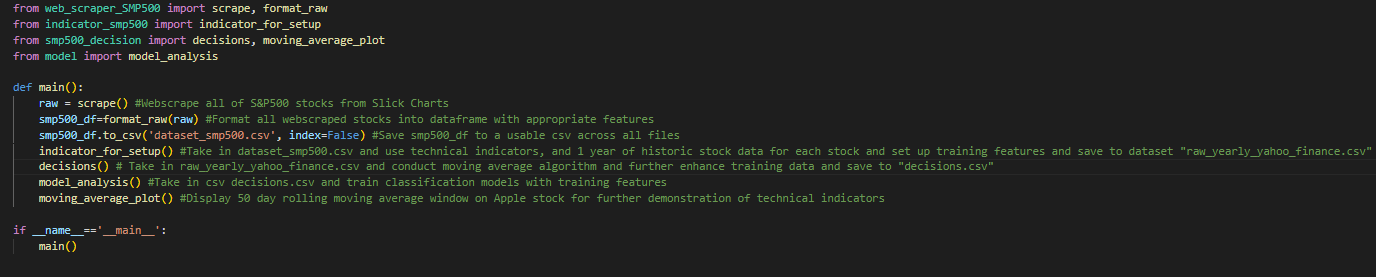 from web_scraper_SMP500 import scrape, format_raw
from indicator_smp500 import indicator_for_setup
from smp500_decision import decisions, moving_average_plot
from model import model_analysis

def main():
    raw = scrape() #Webscrape all of S&P500 stocks from Slick Charts
    smp500_df=format_raw(raw) #Format all webscraped stocks into dataframe with appropriate features
    smp500_df.to_csv('dataset_smp500.csv', index=False) #Save smp500_df to a usable csv across all files
    indicator_for_setup() #Take in dataset_smp500.csv and use technical indicators, and 1 year of historic stock data for each stock and set up training features and save to dataset "raw_yearly_yahoo_finance.csv"
    decisions() # Take in raw_yearly_yahoo_finance.csv and conduct moving average algorithm and further enhance training data and save to "decisions.csv"
    model_analysis() #Take in csv decisions.csv and train classification models with training features
    moving_average_plot() #Display 50 day rolling moving average window on Apple stock for further demonstration of technical indicators

if __name__=='__main__':
    main()